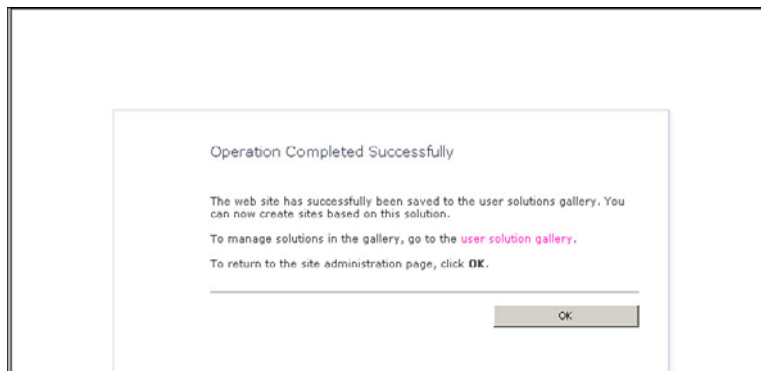 Operation Completed Successfully
The web site has successfully been saved to the user solutions gallery. You
can now create sites based on this solution.
To manage solutions in the gallery, go to the user solution gallery.
To return to the site administration page, click OK.
OK